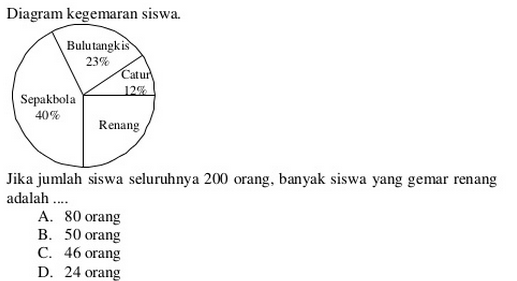 Diagram kegemaran siswa.
Bulutangkis
23%
Catur
12%
Sepakbola
40%
Renang
Jika jumlah siswa seluruhnya 200 orang, banyak siswa yang gemar renang
adalah ....
A. 80 orang
B. 50 orang
C. 46 orang
D. 24 orang